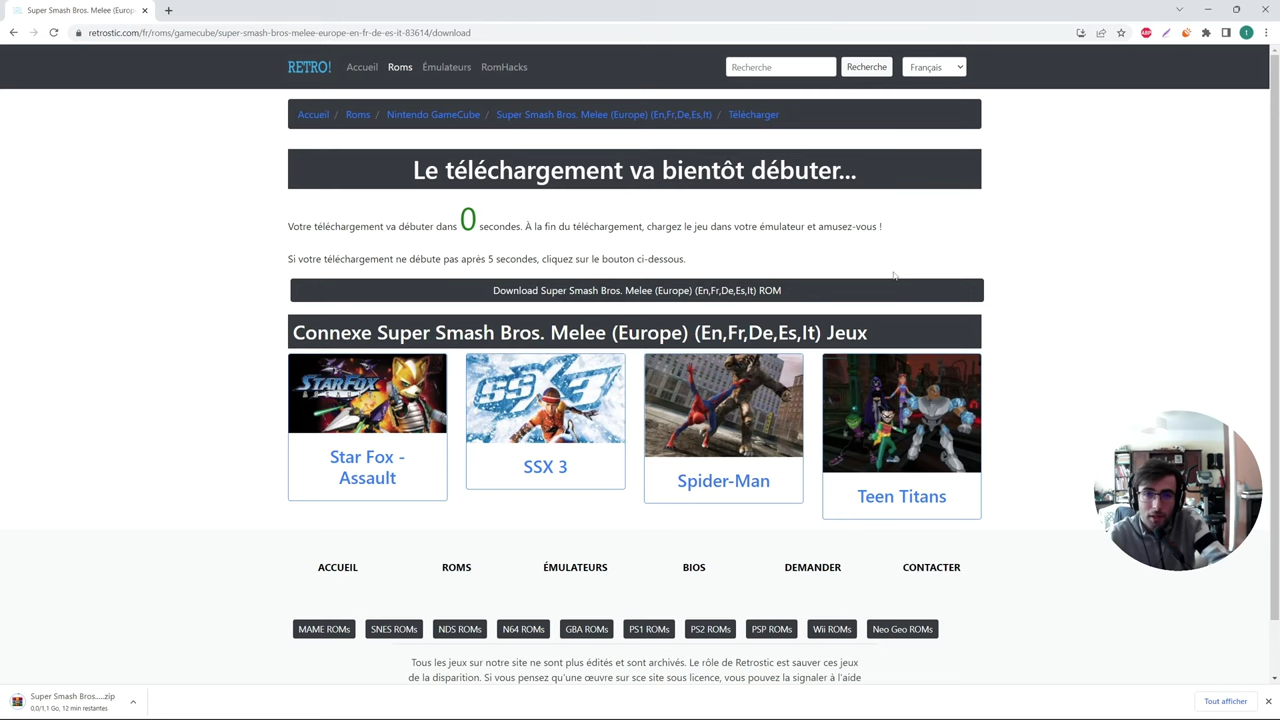 Super Smash Bros. Melee (Europ
retrostic.com/fr/roms/gamecube/super-smash-bros-melee-europe-en-fr-de-es-it-83614/download
ABP
t
RETRO! Accueil Roms Émulateurs RomHacks Recherche Recherche Français
Accueil / Roms / Nintendo GameCube / Super Smash Bros. Melee (Europe) (En,Fr,De,Es,It) / Télécharger
Le téléchargement va bientôt débuter...
Votre téléchargement va débuter dans 0 secondes. À la fin du téléchargement, chargez le jeu dans votre émulateur et amusez-vous !
Si votre téléchargement ne débute pas après 5 secondes, cliquez sur le bouton ci-dessous.
Download Super Smash Bros. Melee (Europe) (En,Fr,De,Es,It) ROM
Connexe Super Smash Bros. Melee (Europe) (En,Fr,De,Es,It) Jeux
STARFOX
ASSAULT
SSX 3
Star Fox -
Assault
SSX 3
Spider-Man
Teen Titans
ACCUEIL ROMS ÉMULATEURS BIOS DEMANDER CONTACTER
MAME ROMs SNES ROMs NDS ROMs N64 ROMs GBA ROMs PS1 ROMs PS2 ROMs PSP ROMs Wii ROMs Neo Geo ROMs
Tous les jeux sur notre site ne sont plus édités et sont archivés. Le rôle de Retrostic est sauver ces jeux
de la disparition. Si vous pensez qu'une œuvre sur sce site sous licence, vous pouvez la signaler à l'aide
Super Smash Bros.....zip
0,0/1,1 Go, 12 min restantes
Tout afficher